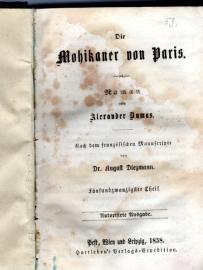 53.
Die
Mohikaner von Paris.
Roman
von
Alexander Dumas.
Nach dem französischen Manuscripte
von
Dr. August Diezmann.
Fünfundzwanzigster Theil.
Autorisirte Ausgabe.
Pest, Wien und Leipzig, 1858.
Hartleben's Verlags-Expedition.